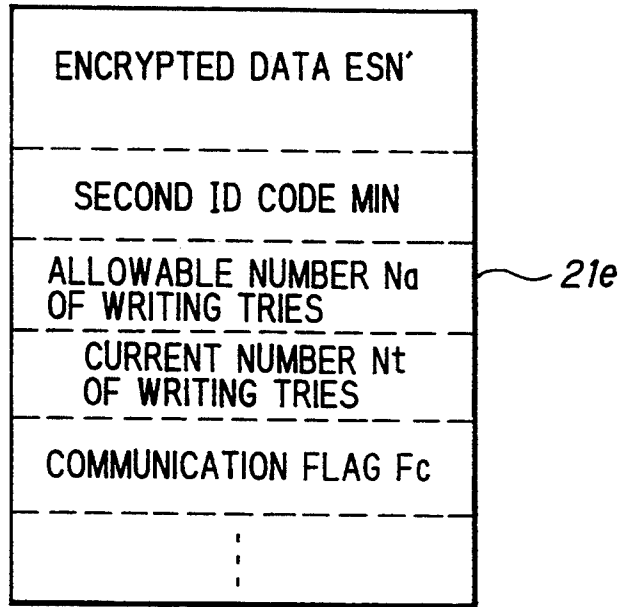 ENCRYPTED DATA ESN′
SECOND ID CODE MIN
ALLOWABLE NUMBER Na
OF WRITING TRIES
21e
CURRENT NUMBER Nt
OF WRITING TRIES
COMMUNICATION FLAG Fc